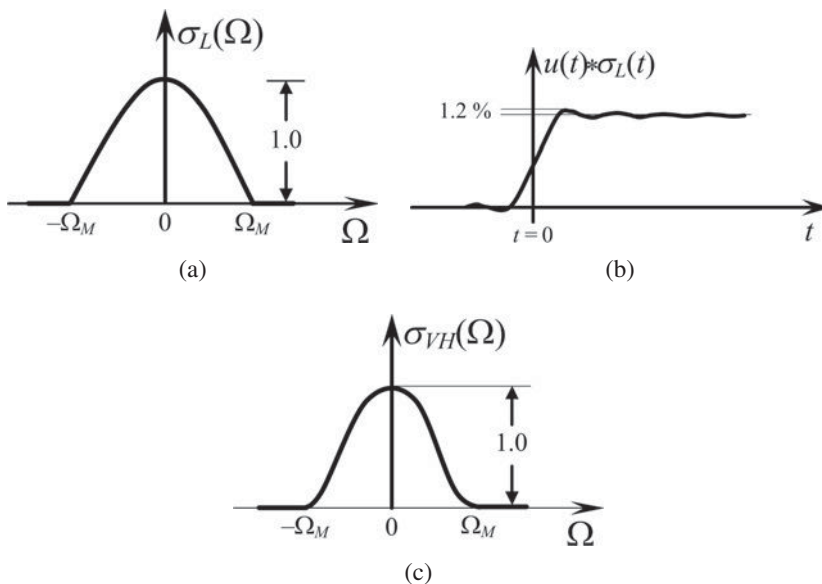 σ_L(Ω)
1.0
−Ω_M
0
Ω_M
Ω
(a)
u(t)*σ_L(t)
1.2 %
t = 0
t
(b)
σ_VH(Ω)
1.0
−Ω_M
0
Ω_M
Ω
(c)